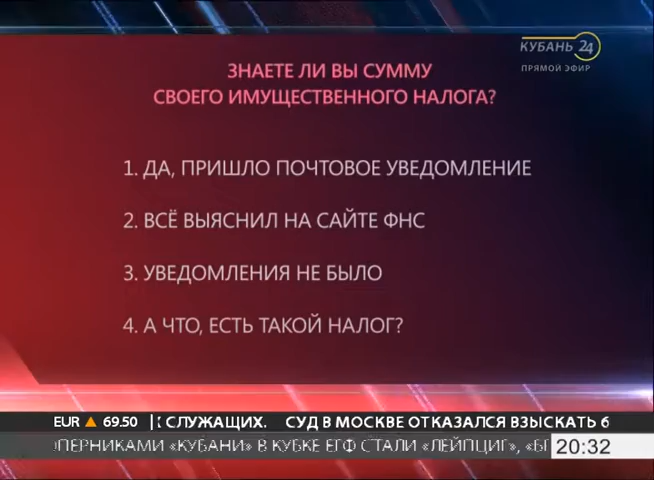 КУБАНЬ 24
ПРЯМОЙ ЭФИР
ЗНАЕТЕ ЛИ ВЫ СУММУ
СВОЕГО ИМУЩЕСТВЕННОГО НАЛОГА?
1. ДА, ПРИШЛО ПОЧТОВОЕ УВЕДОМЛЕНИЕ
2. ВСЁ ВЫЯСНИЛ НА САЙТЕ ФНС
3. УВЕДОМЛЕНИЯ НЕ БЫЛО
4. А ЧТО, ЕСТЬ ТАКОЙ НАЛОГ?
EUR ▲ 69.50 СЛУЖАЩИХ. СУД В МОСКВЕ ОТКАЗАЛСЯ ВЗЫСКАТЬ 6
ПЕРНИКАМИ «КУБАНИ» В КУБКЕ ЕГФ СТАЛИ «ЛЕЙПЦИГ», 20:32